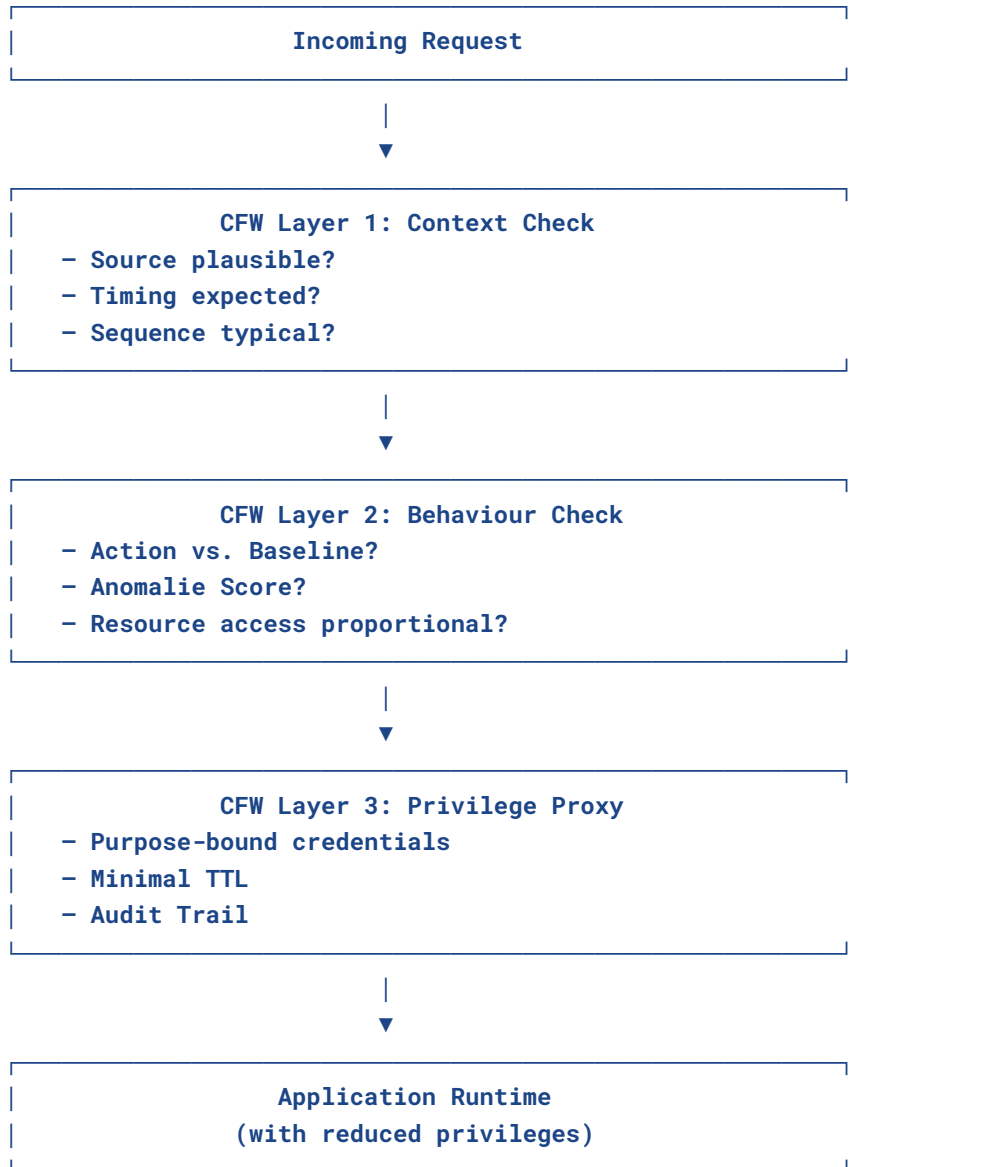 Incoming Request
CFW Layer 1: Context Check
– Source plausible?
– Timing expected?
– Sequence typical?
CFW Layer 2: Behaviour Check
– Action vs. Baseline?
– Anomalie Score?
– Resource access proportional?
CFW Layer 3: Privilege Proxy
– Purpose-bound credentials
– Minimal TTL
– Audit Trail
Application Runtime
(with reduced privileges)